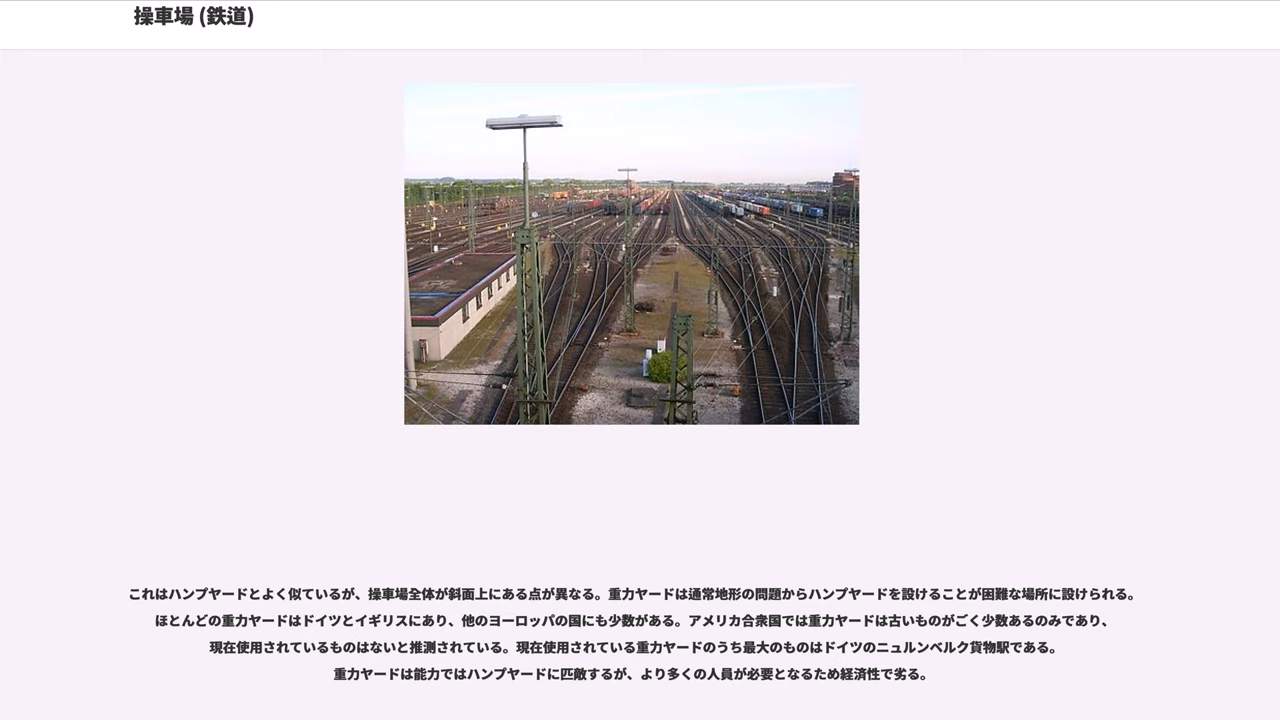 操車場 (鉄道)
これはハンプヤードとよく似ているが、操車場全体が斜面上にある点が異なる。重力ヤードは通常地形の問題からハンプヤードを設けることが困難な場所に設けられる。
ほとんどの重力ヤードはドイツとイギリスにあり、他のヨーロッパの国にも少数がある。アメリカ合衆国では重力ヤードは古いものがごく少数あるのみであり、
現在使用されているものはないと推測されている。現在使用されている重力ヤードのうち最大のものはドイツのニュルンベルク貨物駅である。
重力ヤードは能力ではハンプヤードに匹敵するが、より多くの人員が必要となるため経済性で劣る。